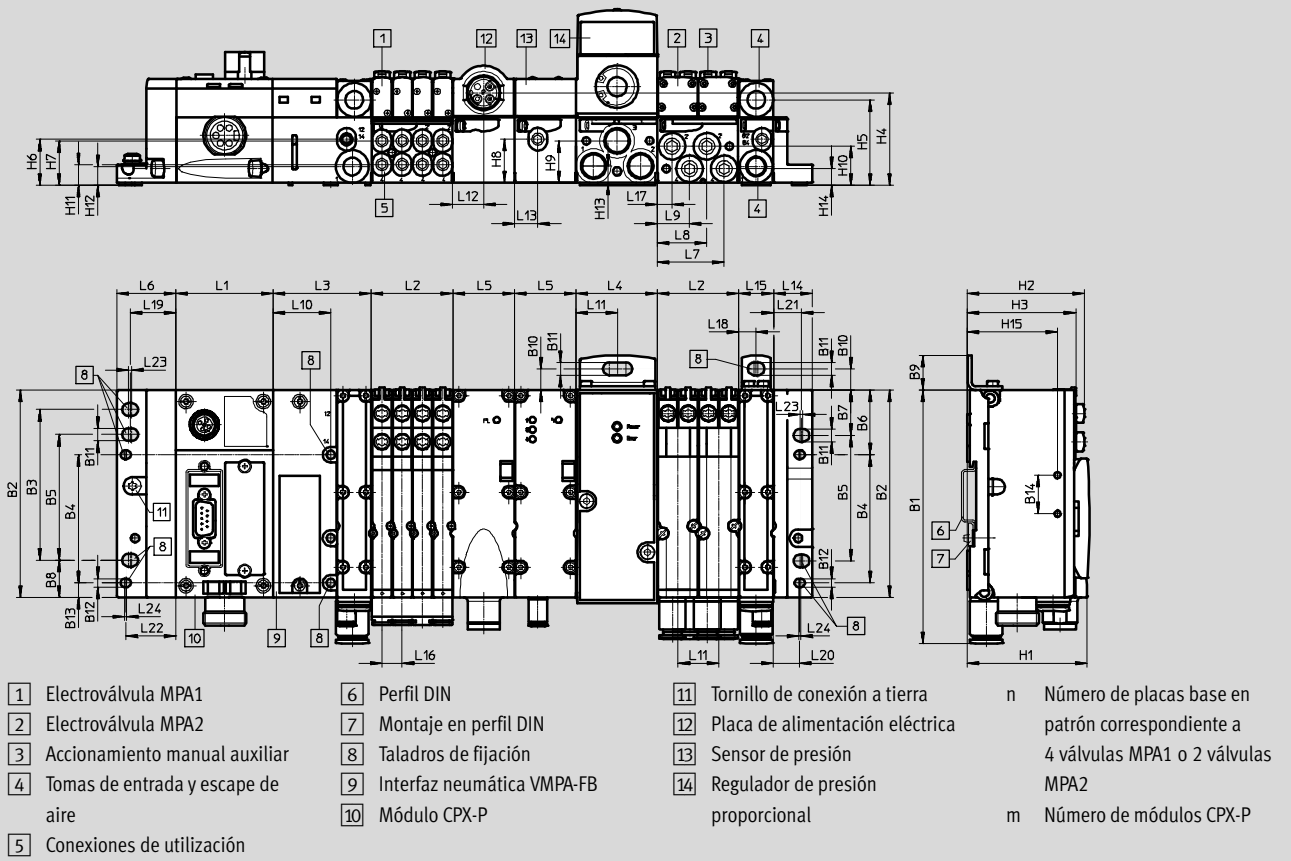 1
12
13
14
2
3
4
H6
H7
H11
H12
5
L12
H8
L13
H9
H13
L17
L9
L8
L7
4
H10
H14
H5
H4
L6
L1
L3
L2
L5
L5
L4
L2
L15
L14
L19
L10
L11
L21
L18
H2
H3
H15
L23
8
8
B10
B11
8
B11
B10
B9
B2
B3
B5
B4
B11
11
L23
B7
B6
B11
B5
B4
B2
B1
B14
6
7
8
B8
B12
B13
L24
L22
10
9
8
L16
L11
B12
L24
L20
8
H1
1 Electroválvula MPA1
2 Electroválvula MPA2
3 Accionamiento manual auxiliar
4 Tomas de entrada y escape de
aire
5 Conexiones de utilización
6 Perfil DIN
7 Montaje en perfil DIN
8 Taladros de fijación
9 Interfaz neumática VMPA-FB
10 Módulo CPX-P
11 Tornillo de conexión a tierra
12 Placa de alimentación eléctrica
13 Sensor de presión
14 Regulador de presión
proporcional
n Número de placas base en
patrón correspondiente a
4 válvulas MPA1 o 2 válvulas
MPA2
m Número de módulos CPX-P